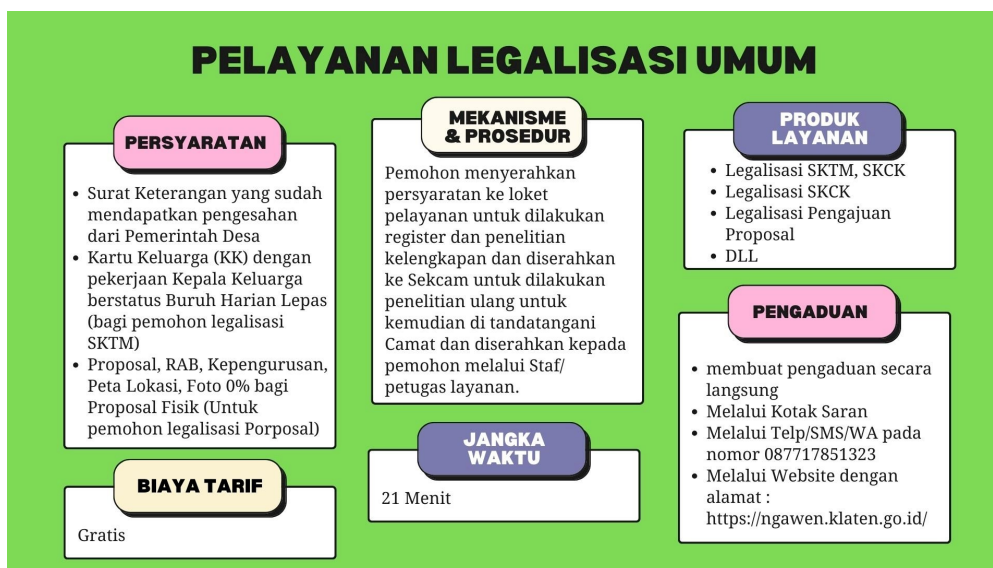 PELAYANAN LEGALISASI UMUM
PERSYARATAN
• Surat Keterangan yang sudah
mendapatkan pengesahan
dari Pemerintah Desa
• Kartu Keluarga (KK) dengan
pekerjaan Kepala Keluarga
berstatus Buruh Harian Lepas
(bagi pemohon legalisasi
SKTM)
• Proposal, RAB, Kepengurusan,
Peta Lokasi, Foto 0% bagi
Proposal Fisik (Untuk
pemohon legalisasi Porposal)
BIAYA TARIF
Gratis
MEKANISME
& PROSEDUR
Pemohon menyerahkan
persyaratan ke loket
pelayanan untuk dilakukan
register dan penelitian
kelengkapan dan diserahkan
ke Sekcam untuk dilakukan
penelitian ulang untuk
kemudian di tandatangani
Camat dan diserahkan kepada
pemohon melalui Staf/
petugas layanan.
JANGKA
WAKTU
21 Menit
PRODUK
LAYANAN
• Legalisasi SKTM, SKCK
• Legalisasi SKCK
• Legalisasi Pengajuan
Proposal
• DLL
PENGADUAN
• membuat pengaduan secara
langsung
• Melalui Kotak Saran
• Melalui Telp/SMS/WA pada
nomor 087717851323
• Melalui Website dengan
alamat :
https://ngawen.klaten.go.id/